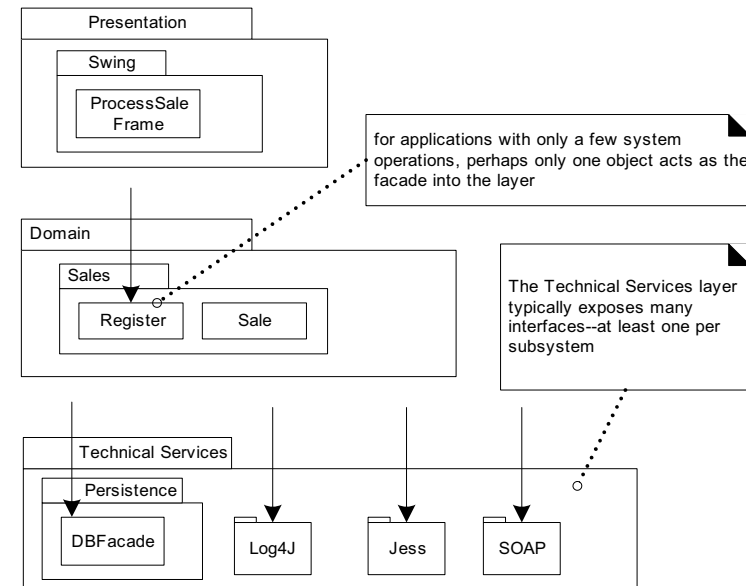 Presentation
Swing
ProcessSale
Frame
for applications with only a few system
operations, perhaps only one object acts as the
facade into the layer
Domain
Sales
Register
Sale
The Technical Services layer
typically exposes many
interfaces--at least one per
subsystem
Technical Services
Persistence
DBFacade
Log4J
Jess
SOAP